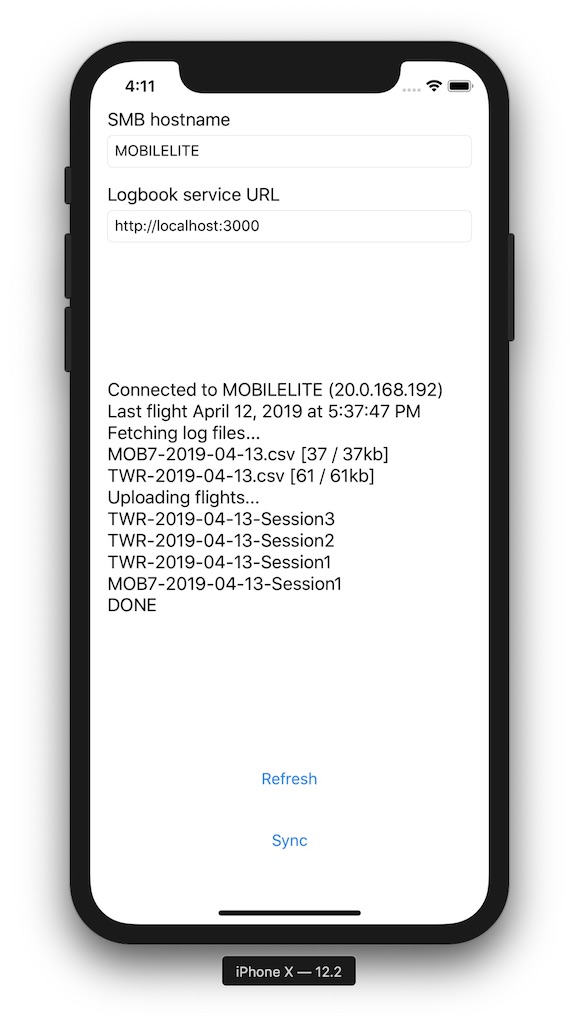 4:11
SMB hostname
MOBILELITE
Logbook service URL
http://localhost:3000
Connected to MOBILELITE (20.0.168.192)
Last flight April 12, 2019 at 5:37:47 PM
Fetching log files...
MOB7-2019-04-13.csv [37 / 37kb]
TWR-2019-04-13.csv [61 / 61kb]
Uploading flights...
TWR-2019-04-13-Session3
TWR-2019-04-13-Session2
TWR-2019-04-13-Session1
MOB7-2019-04-13-Session1
DONE
Refresh
Sync
iPhone X — 12.2